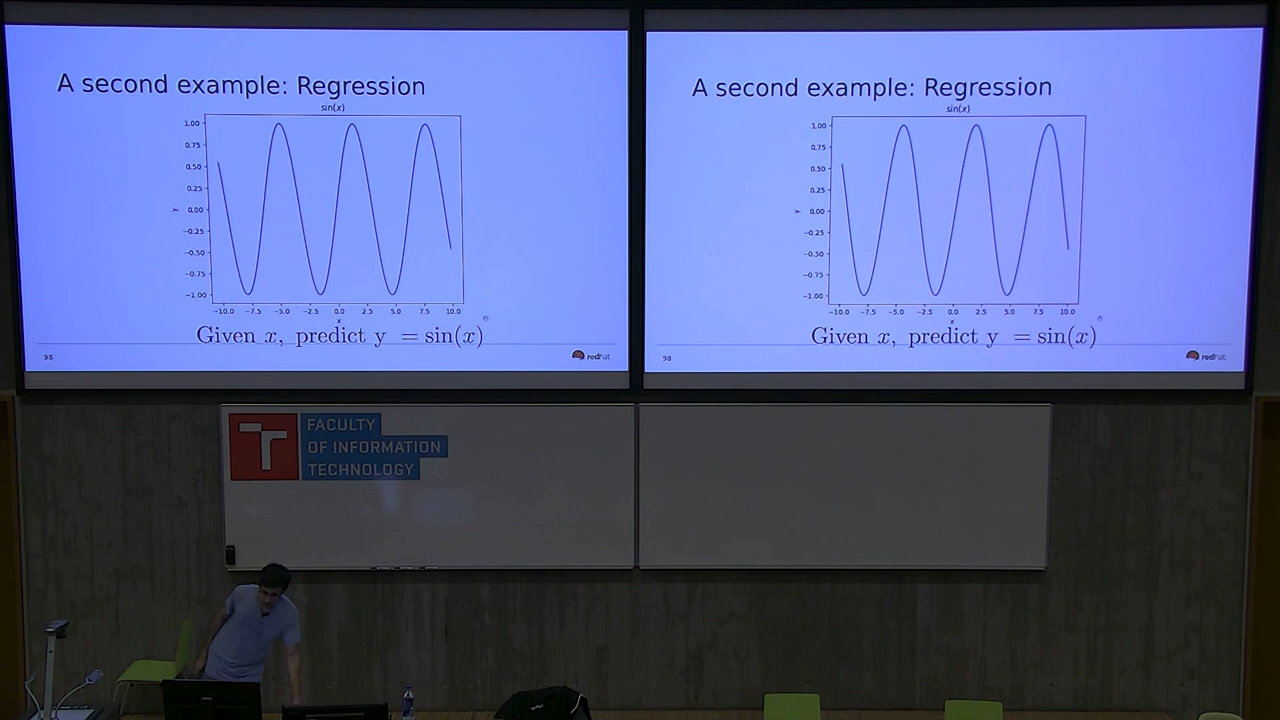 A second example: Regression
sin(x)
1.00
0.75
0.50
0.25
0.00
−0.25
−0.50
−0.75
−1.00
y
−10.0 −7.5 −5.0 −2.5 0.0 2.5 5.0 7.5 10.0
x
Given x, predict y = sin(x)
98
redhat
A second example: Regression
sin(x)
1.00
0.75
0.50
0.25
0.00
−0.25
−0.50
−0.75
−1.00
y
−10.0 −7.5 −5.0 −2.5 0.0 2.5 5.0 7.5 10.0
x
Given x, predict y = sin(x)
98
redhat
T
FACULTY
OF INFORMATION
TECHNOLOGY